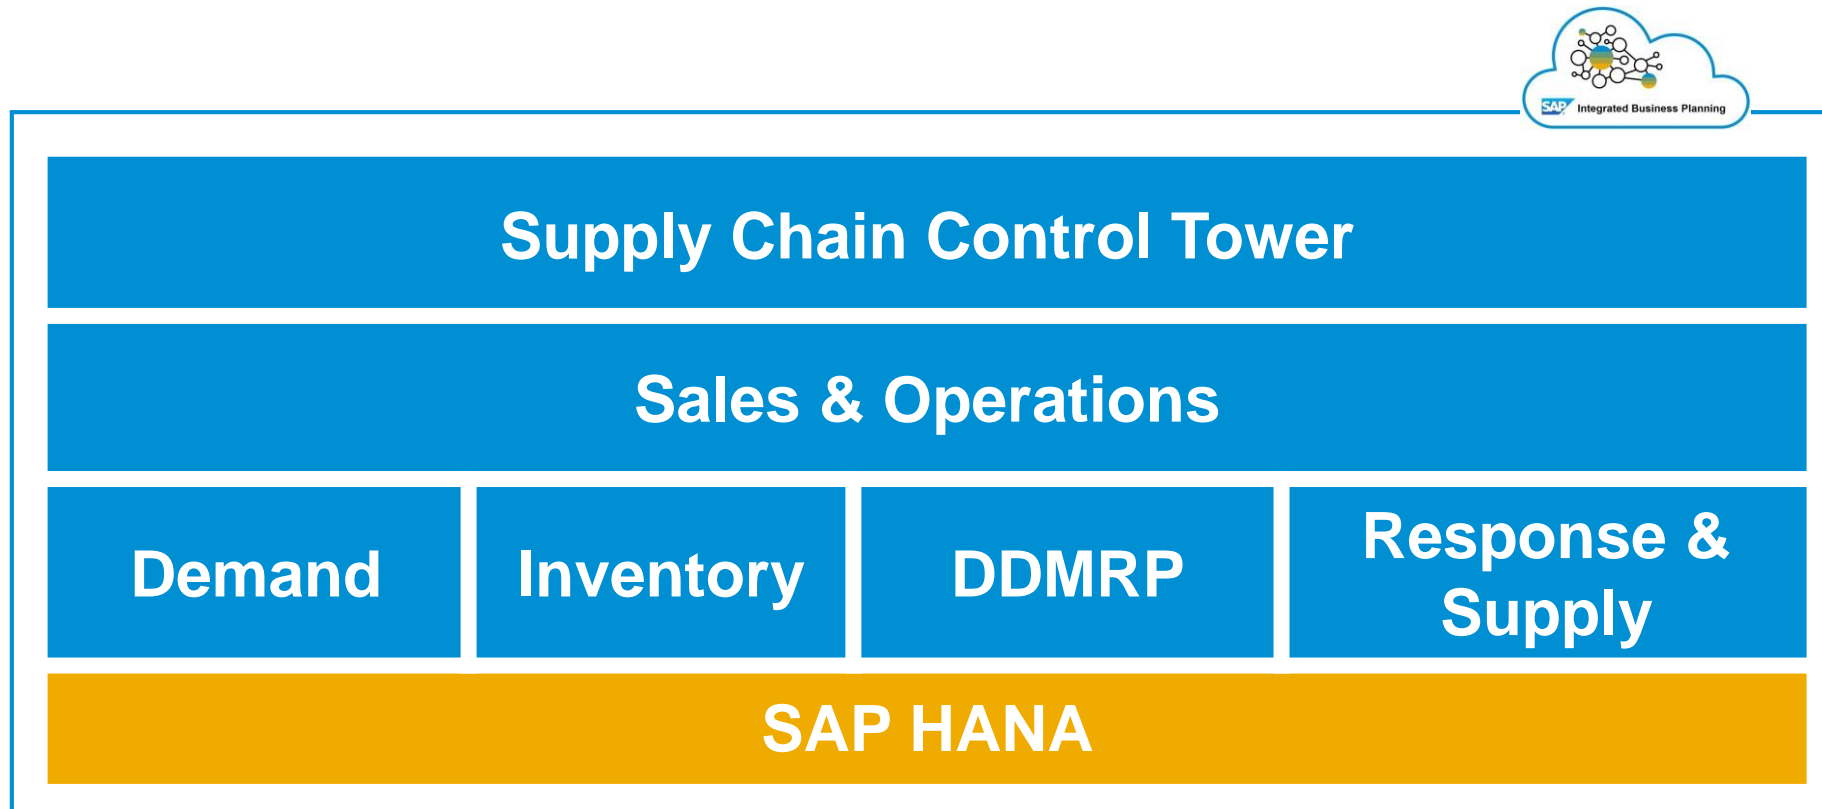 SAP Integrated Business Planning
Supply Chain Control Tower
Sales & Operations
Demand
Inventory
DDMRP
Response &
Supply
SAP HANA